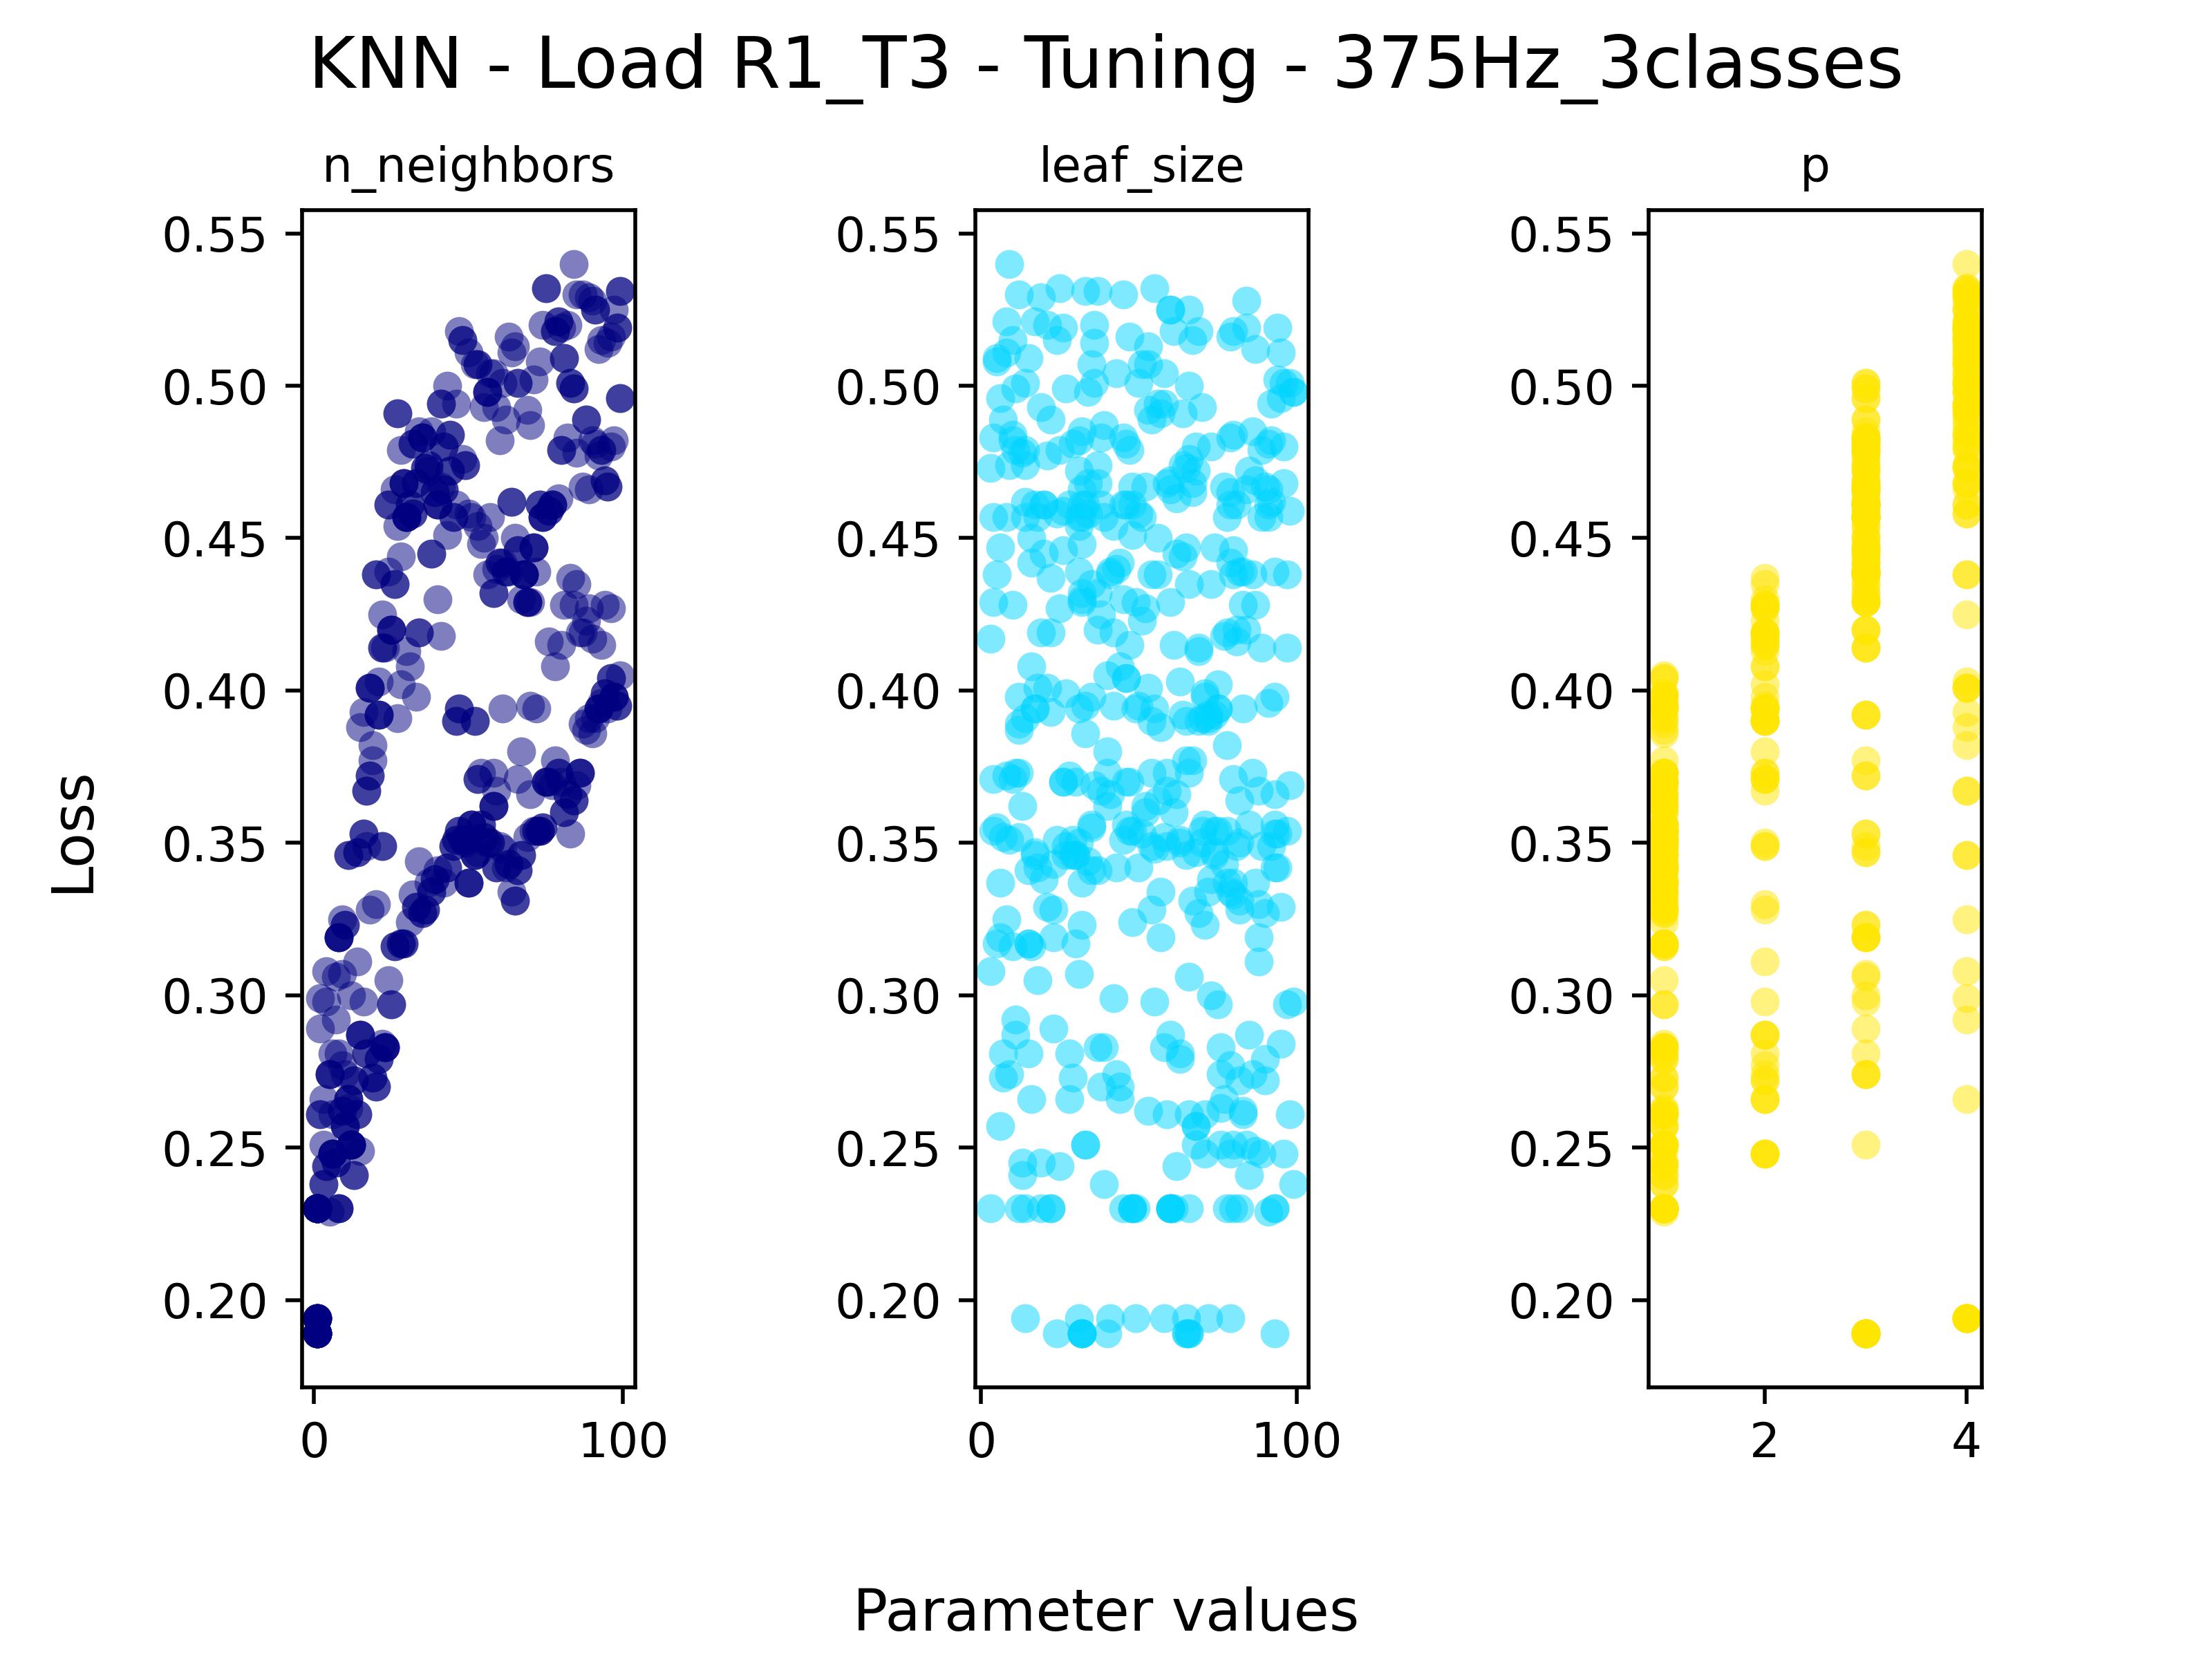 KNN - Load R1_T3 - Tuning - 375Hz_3classes
n_neighbors
leaf_size
p
0.55 0.55 0.55
0.50 0.50 0.50
0.45 0.45 0.45
0.40 0.40 0.40
0.35 0.35 0.35
0.30 0.30 0.30
0.25 0.25 0.25
0.20 0.20 0.20
Loss
0 100 0 100 2 4
Parameter values